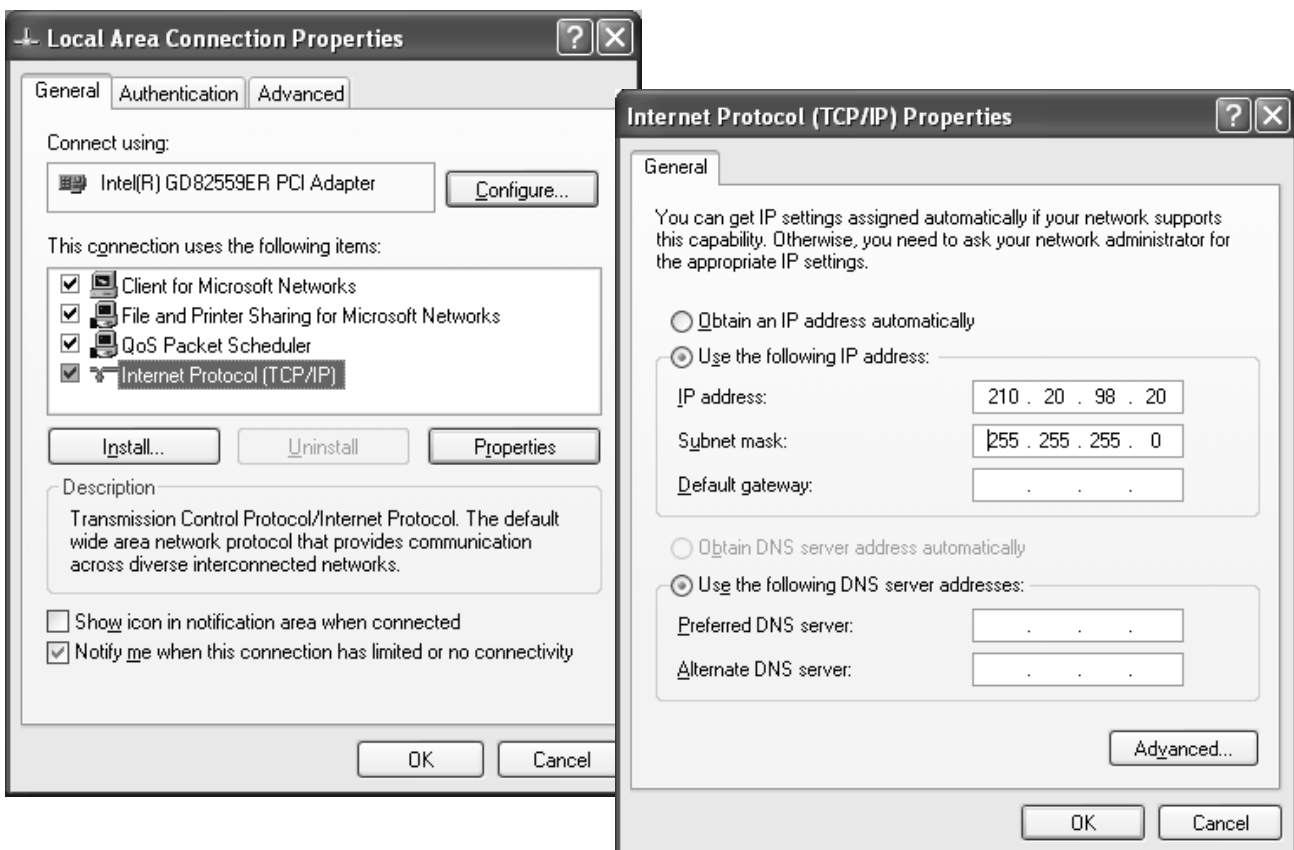 Local Area Connection Properties
General Authentication Advanced
Connect using:
Intel(R) GD82559ER PCI Adapter
Configure...
This connection uses the following items:
Client for Microsoft Networks
File and Printer Sharing for Microsoft Networks
QoS Packet Scheduler
Internet Protocol (TCP/IP)
Install... Uninstall Properties
Description
Transmission Control Protocol/Internet Protocol. The default
wide area network protocol that provides communication
across diverse interconnected networks.
Show icon in notification area when connected
Notify me when this connection has limited or no connectivity
OK Cancel
Internet Protocol (TCP/IP) Properties
General
You can get IP settings assigned automatically if your network supports
this capability. Otherwise, you need to ask your network administrator for
the appropriate IP settings.
Obtain an IP address automatically
Use the following IP address:
IP address: 210 . 20 . 98 . 20
Subnet mask: 255 . 255 . 255 . 0
Default gateway: . . .
Obtain DNS server address automatically
Use the following DNS server addresses:
Preferred DNS server: . . .
Alternate DNS server: . . .
Advanced...
OK Cancel